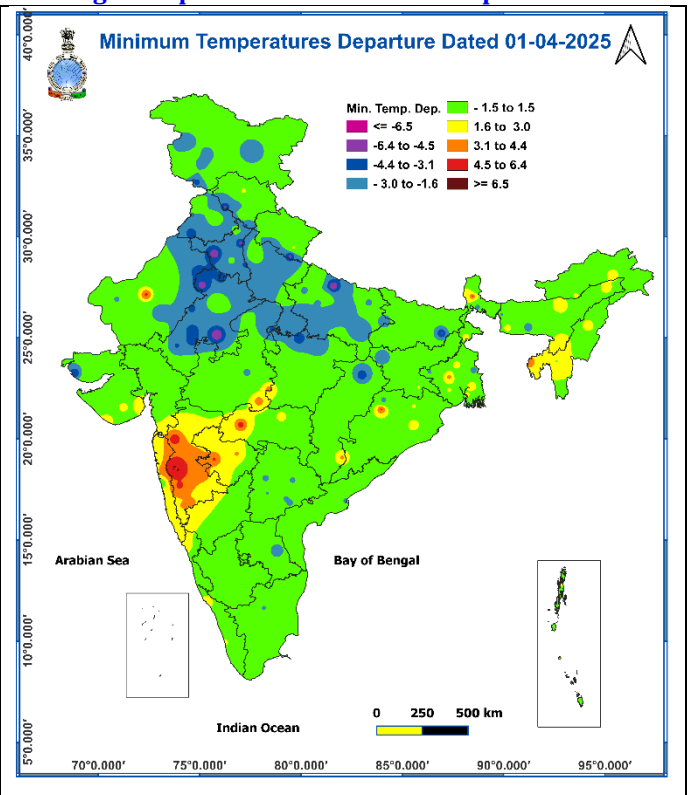 Minimum Temperatures Departure Dated 01-04-2025
Min. Temp. Dep.
<= -6.5
-6.4 to -4.5
-4.4 to -3.1
- 3.0 to -1.6
- 1.5 to 1.5
1.6 to 3.0
3.1 to 4.4
4.5 to 6.4
>= 6.5
40°0.000'
35°0.000'
30°0.000'
25°0.000'
20°0.000'
15°0.000'
10°0.000'
5°0.000'
Arabian Sea
Bay of Bengal
Indian Ocean
0 250 500 km
70°0.000' 75°0.000' 80°0.000' 85°0.000' 90°0.000' 95°0.000'